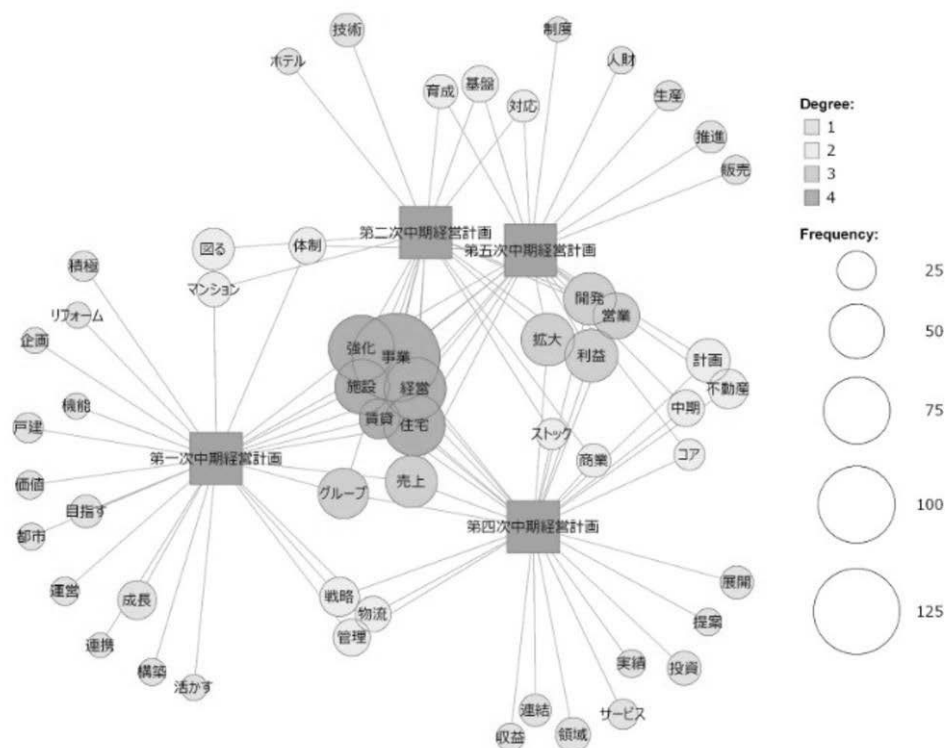 技術
制度
ホテル
人財
育成
基盤
対応
生産
推進
販売
第二次中期経営計画
第五次中期経営計画
図る
体制
マンション
積極
リフォーム
企画
機能
戸建
価値
目指す
都市
運営
成長
連携
構築
活かす
第一次中期経営計画
強化
事業
施設
経営
賃貸
住宅
グループ
売上
開発
営業
拡大
利益
計画
不動産
中期
ストック
商業
コア
第四次中期経営計画
戦略
物流
管理
展開
提案
実績
投資
サービス
連結
領域
収益
Degree:
1
2
3
4
Frequency:
25
50
75
100
125